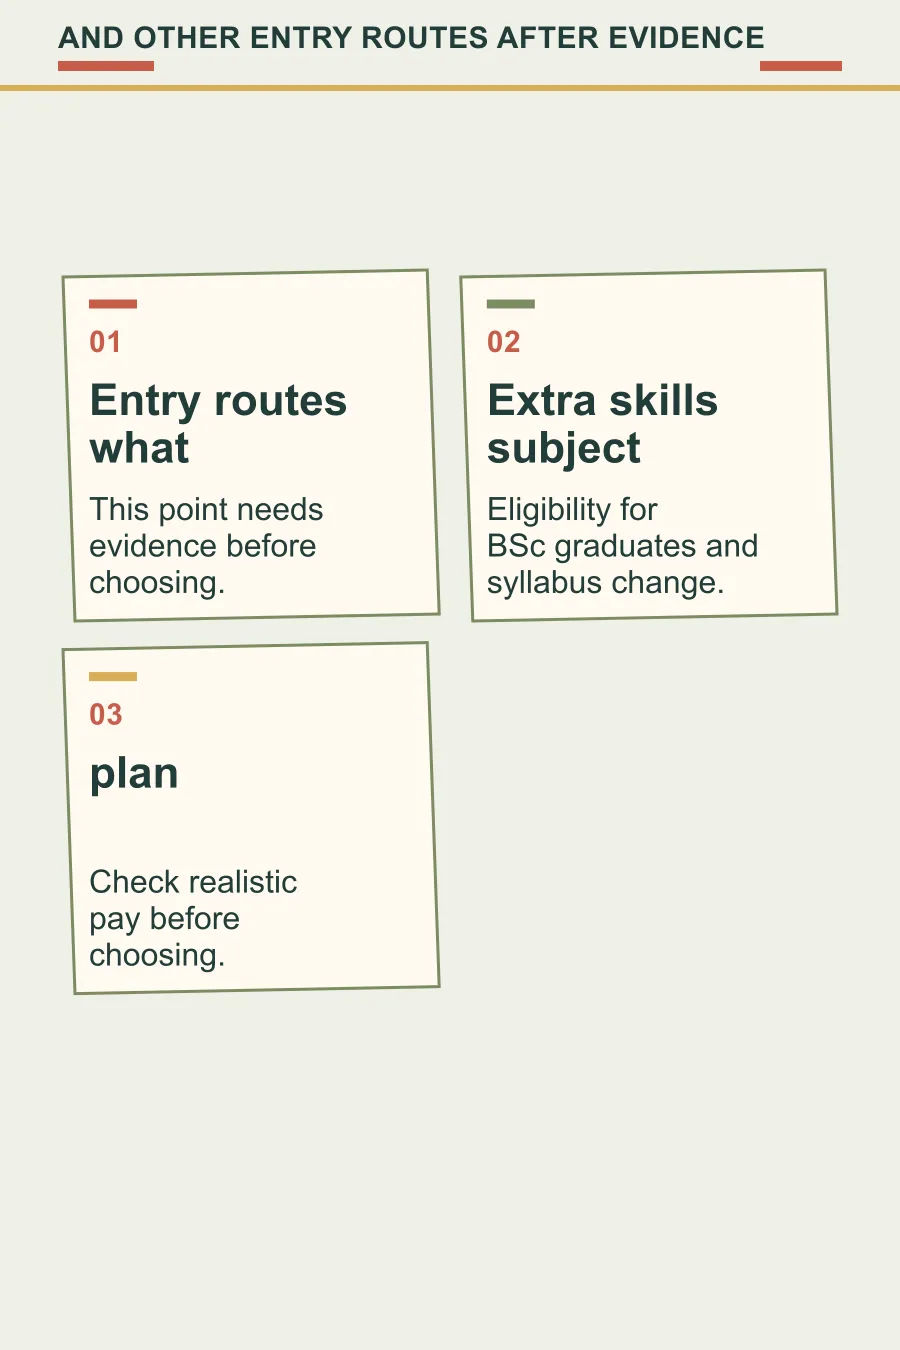 AND OTHER ENTRY ROUTES AFTER EVIDENCE
01
Entry routes
what
This point needs
evidence before
choosing.
02
Extra skills
subject
Eligibility for
BSc graduates and
syllabus change.
03
plan
Check realistic
pay before
choosing.